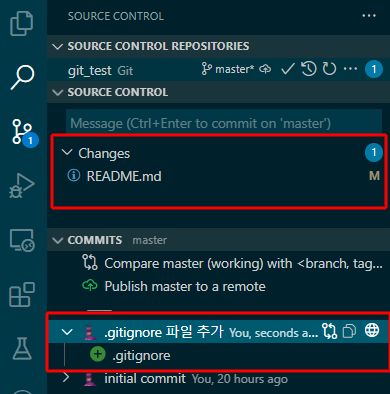 SOURCE CONTROL
SOURCE CONTROL REPOSITORIES
git_test Git master* 1
SOURCE CONTROL
Message (Ctrl+Enter to commit on 'master')
1
Changes 1
README.md M
COMMITS master
Compare master (working) with <branch, tag...
Publish master to a remote
.gitignore 파일 추가 You, seconds a...
.gitignore
initial commit You, 20 hours ago